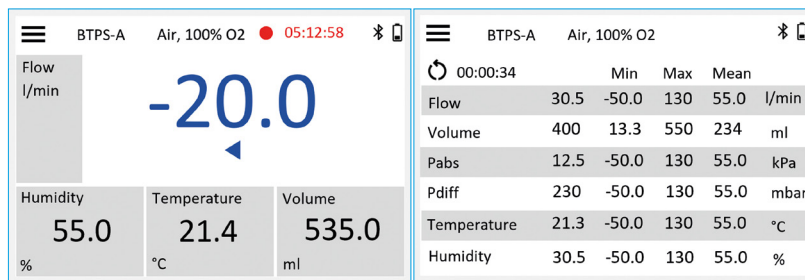 BTPS-A Air, 100% O2 05:12:58
Flow
l/min
-20.0
Humidity
55.0
%
Temperature
21.4
°C
Volume
535.0
ml
BTPS-A Air, 100% O2
00:00:34 Min Max Mean
Flow 30.5 -50.0 130 55.0 l/min
Volume 400 13.3 550 234 ml
Pabs 12.5 -50.0 130 55.0 kPa
Pdiff 230 -50.0 130 55.0 mbar
Temperature 21.3 -50.0 130 55.0 °C
Humidity 30.5 -50.0 130 55.0 %